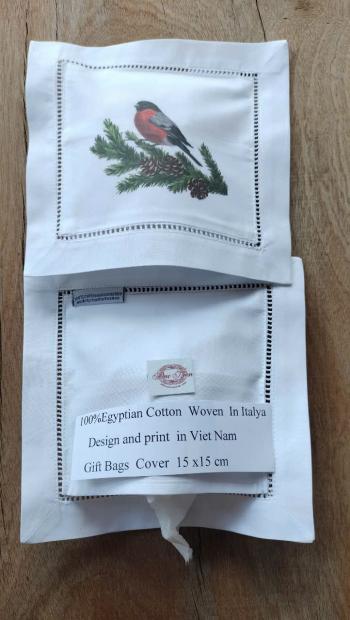 100%Egyptian Cotton Woven In Italya
Design and print in Viet Nam
Gift Bags Cover 15 x15 cm